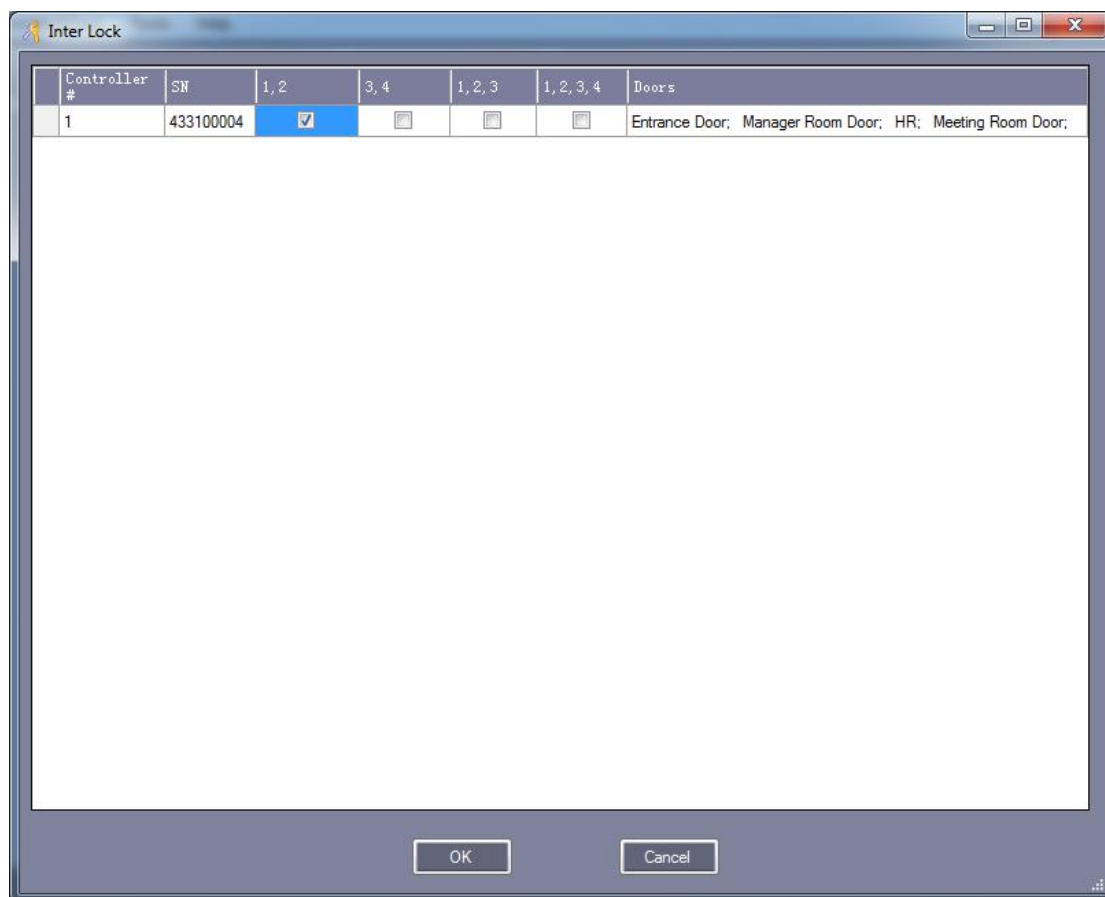 Help
Inter Lock
Controller # SN 1,2 3,4 1,2,3 1,2,3,4 Doors
1 433100004 Entrance Door; Manager Room Door; HR; Meeting Room Door;
OK Cancel